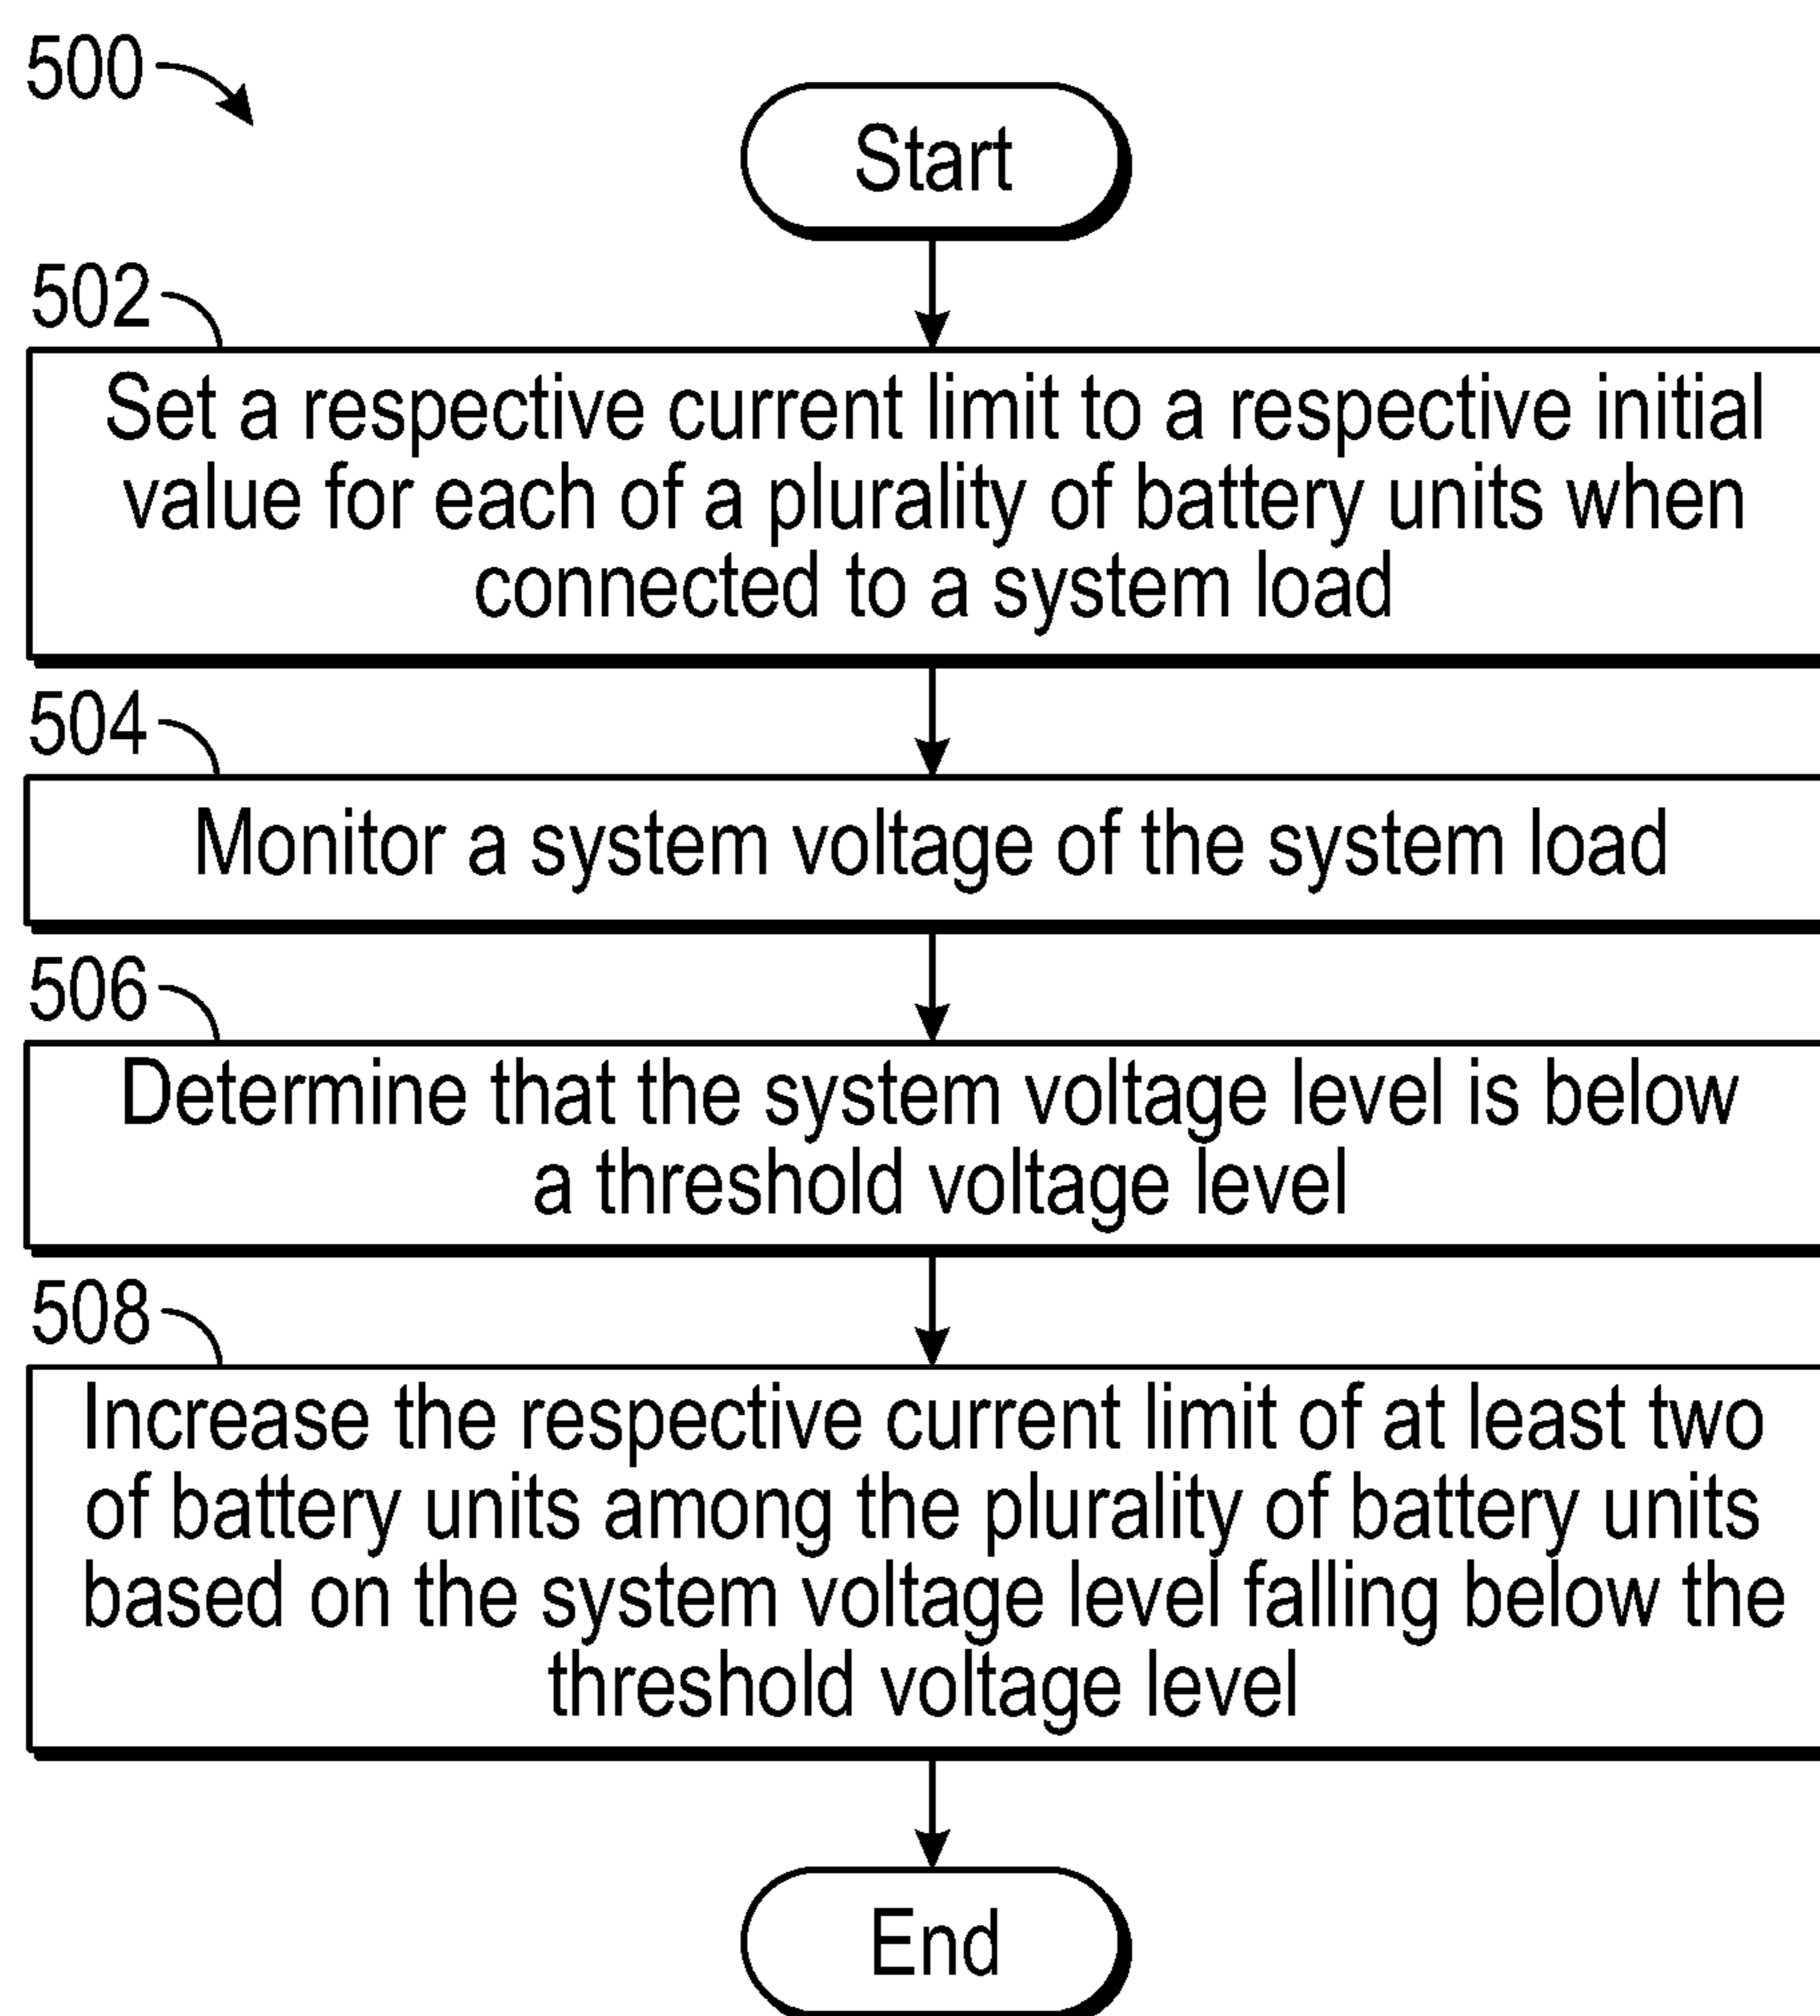 500
Start
502
Set a respective current limit to a respective initial
value for each of a plurality of battery units when
connected to a system load
504
Monitor a system voltage of the system load
506
Determine that the system voltage level is below
a threshold voltage level
508
Increase the respective current limit of at least two
of battery units among the plurality of battery units
based on the system voltage level falling below the
threshold voltage level
End